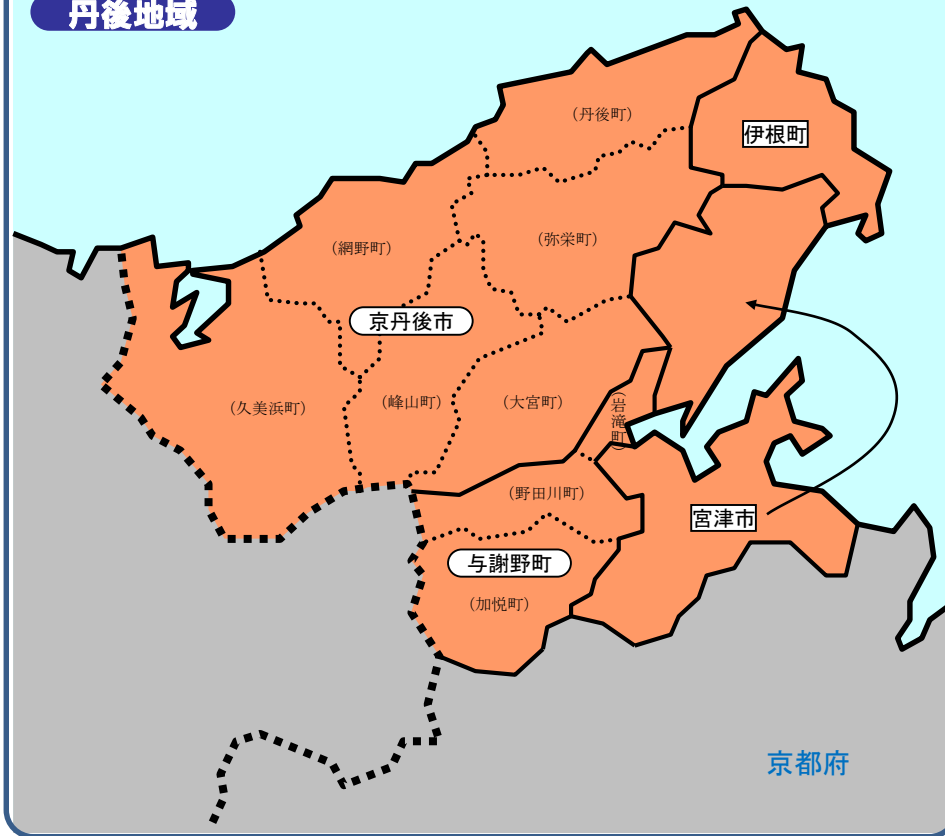 丹後地域
（丹後町）
伊根町
（網野町）
（弥栄町）
京丹後市
（久美浜町）
（峰山町）
（大宮町）
（岩滝町）
（野田川町）
宮津市
与謝野町
（加悦町）
京都府